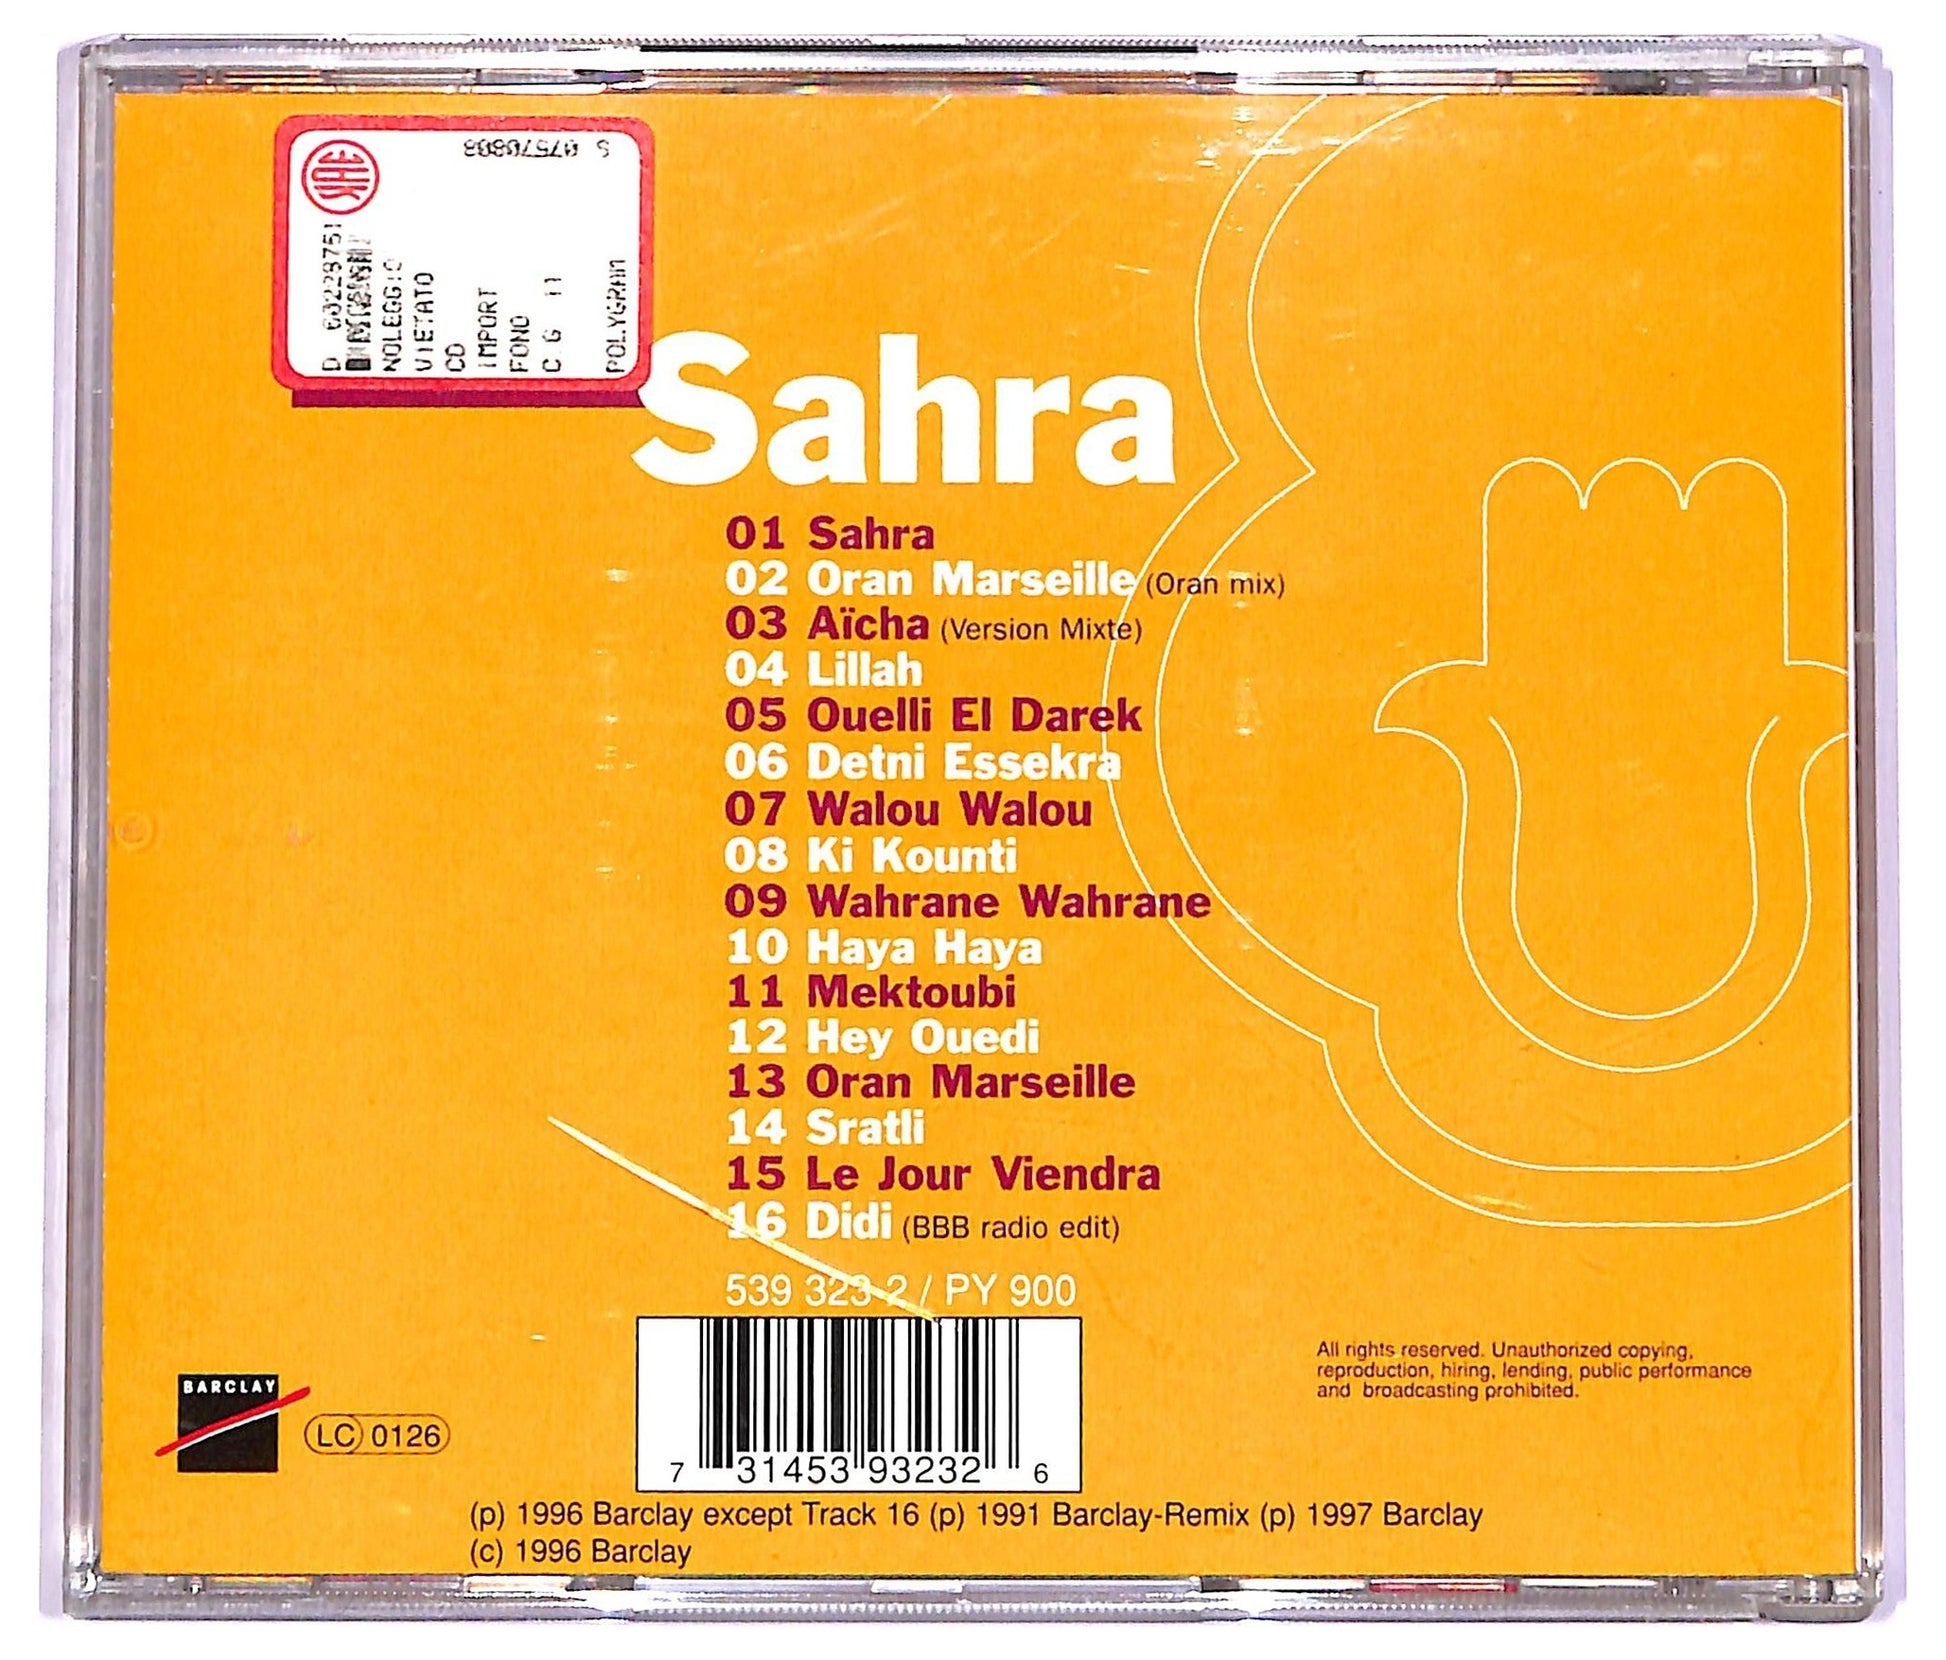 S 07570808
SIAE
NOLEGGIO
VIETATO
CD
IMPORT
FONO
C.G 11
POLYGRAM
Sahra
01 Sahra
02 Oran Marseille (Oran mix)
03 Aïcha (Version Mixte)
04 Lillah
05 Ouelli El Darek
06 Detni Essekra
07 Walou Walou
08 Ki Kounti
09 Wahrane Wahrane
10 Haya Haya
11 Mektoubi
12 Hey Ouedi
13 Oran Marseille
14 Sratli
15 Le Jour Viendra
16 Didi (BBB radio edit)
539 323-2 / PY 900
All rights reserved. Unauthorized copying,
reproduction, hiring, lending, public performance
and broadcasting prohibited.
BARCLAY
LC 0126
7 31453 93232 6
(p) 1996 Barclay except Track 16 (p) 1991 Barclay-Remix (p) 1997 Barclay
(c) 1996 Barclay